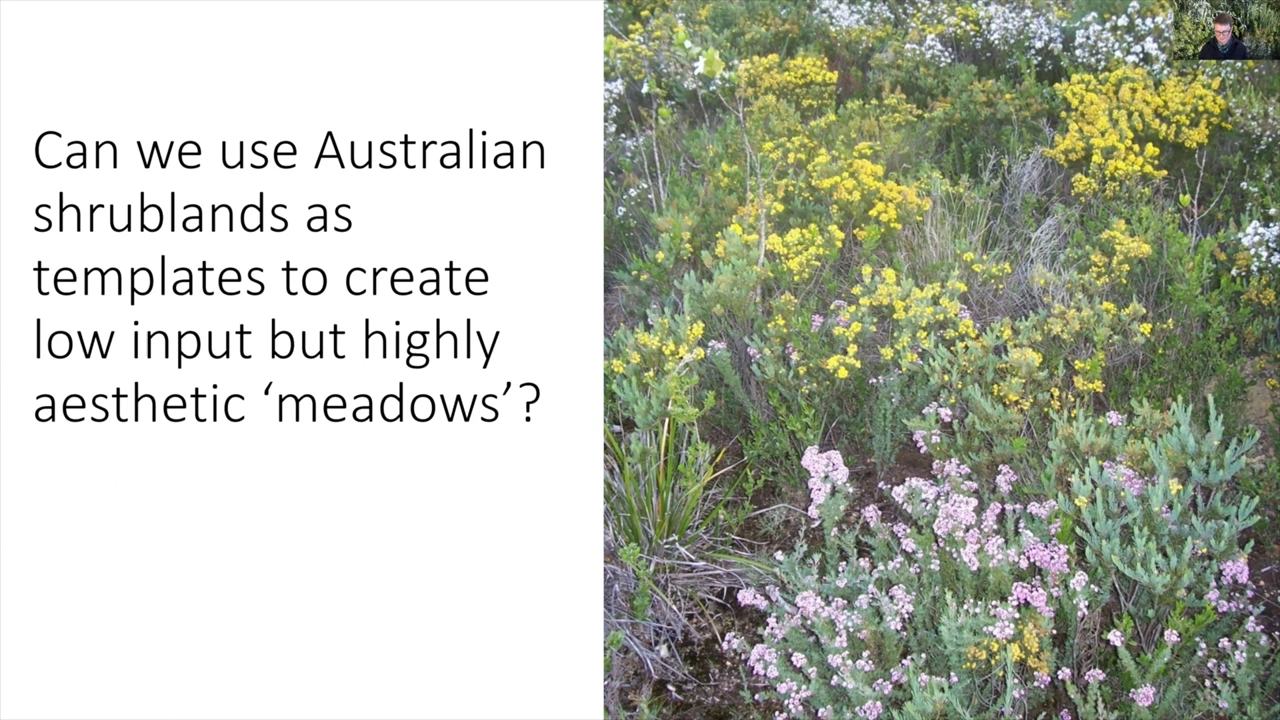 Can we use Australian
shrublands as
templates to create
low input but highly
aesthetic ‘meadows’?